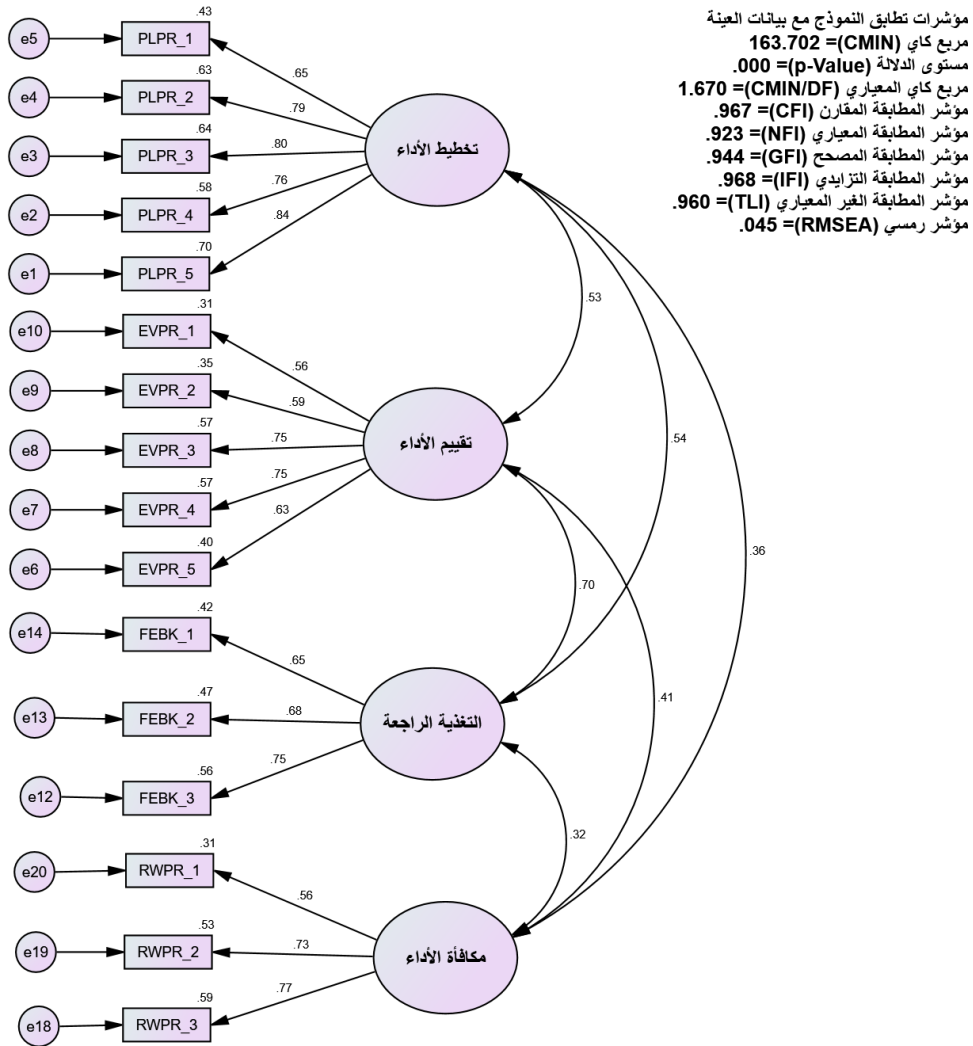 مؤشرات تطابق النموذج مع بيانات العينة
مربع كاي (CMIN)= 163.702
مستوى الدلالة (p-Value)= .000
مربع كاي المعياري (CMIN/DF)= 1.670
مؤشر المطابقة المقارن (CFI)= .967
مؤشر المطابقة المعياري (NFI)= .923
مؤشر المطابقة المصحح (GFI)= .944
مؤشر المطابقة التزايدي (IFI)= .968
مؤشر المطابقة الغير المعياري (TLI)= .960
مؤشر رمسي (RMSEA)= .045
.43
e5 PLPR_1
.65
.63
e4 PLPR_2
.79
.64
e3 PLPR_3
.80
تخطيط الأداء
.58
e2 PLPR_4
.76
.70
e1 PLPR_5
.84
.53
.31
e10 EVPR_1
.56
.35
e9 EVPR_2
.59
.57
e8 EVPR_3
.75
تقييم الأداء
.54
.57
e7 EVPR_4
.75
.40
e6 EVPR_5
.63
.36
.70
.42
e14 FEBK_1
.65
.47
e13 FEBK_2
.68
التغذية الراجعة
.41
.56
e12 FEBK_3
.75
.32
.31
e20 RWPR_1
.56
.53
e19 RWPR_2
.73
مكافأة الأداء
.59
e18 RWPR_3
.77